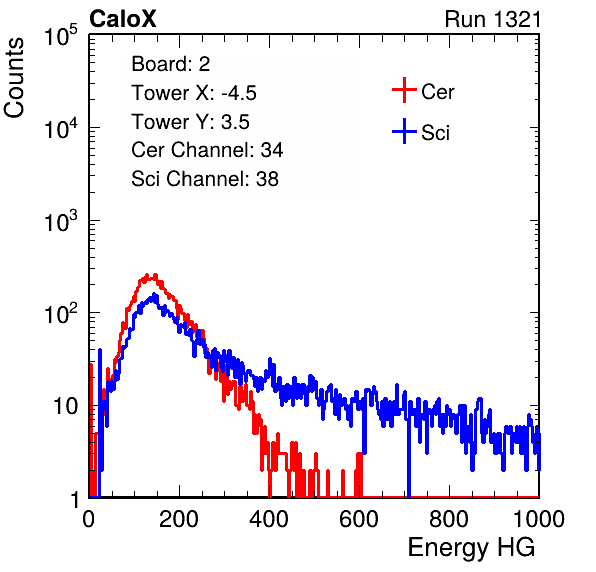 CaloX Run 1321
Counts
10^5
10^4
10^3
10^2
10
1
Board: 2
Tower X: -4.5
Tower Y: 3.5
Cer Channel: 34
Sci Channel: 38
Cer
Sci
0 200 400 600 800 1000
Energy HG